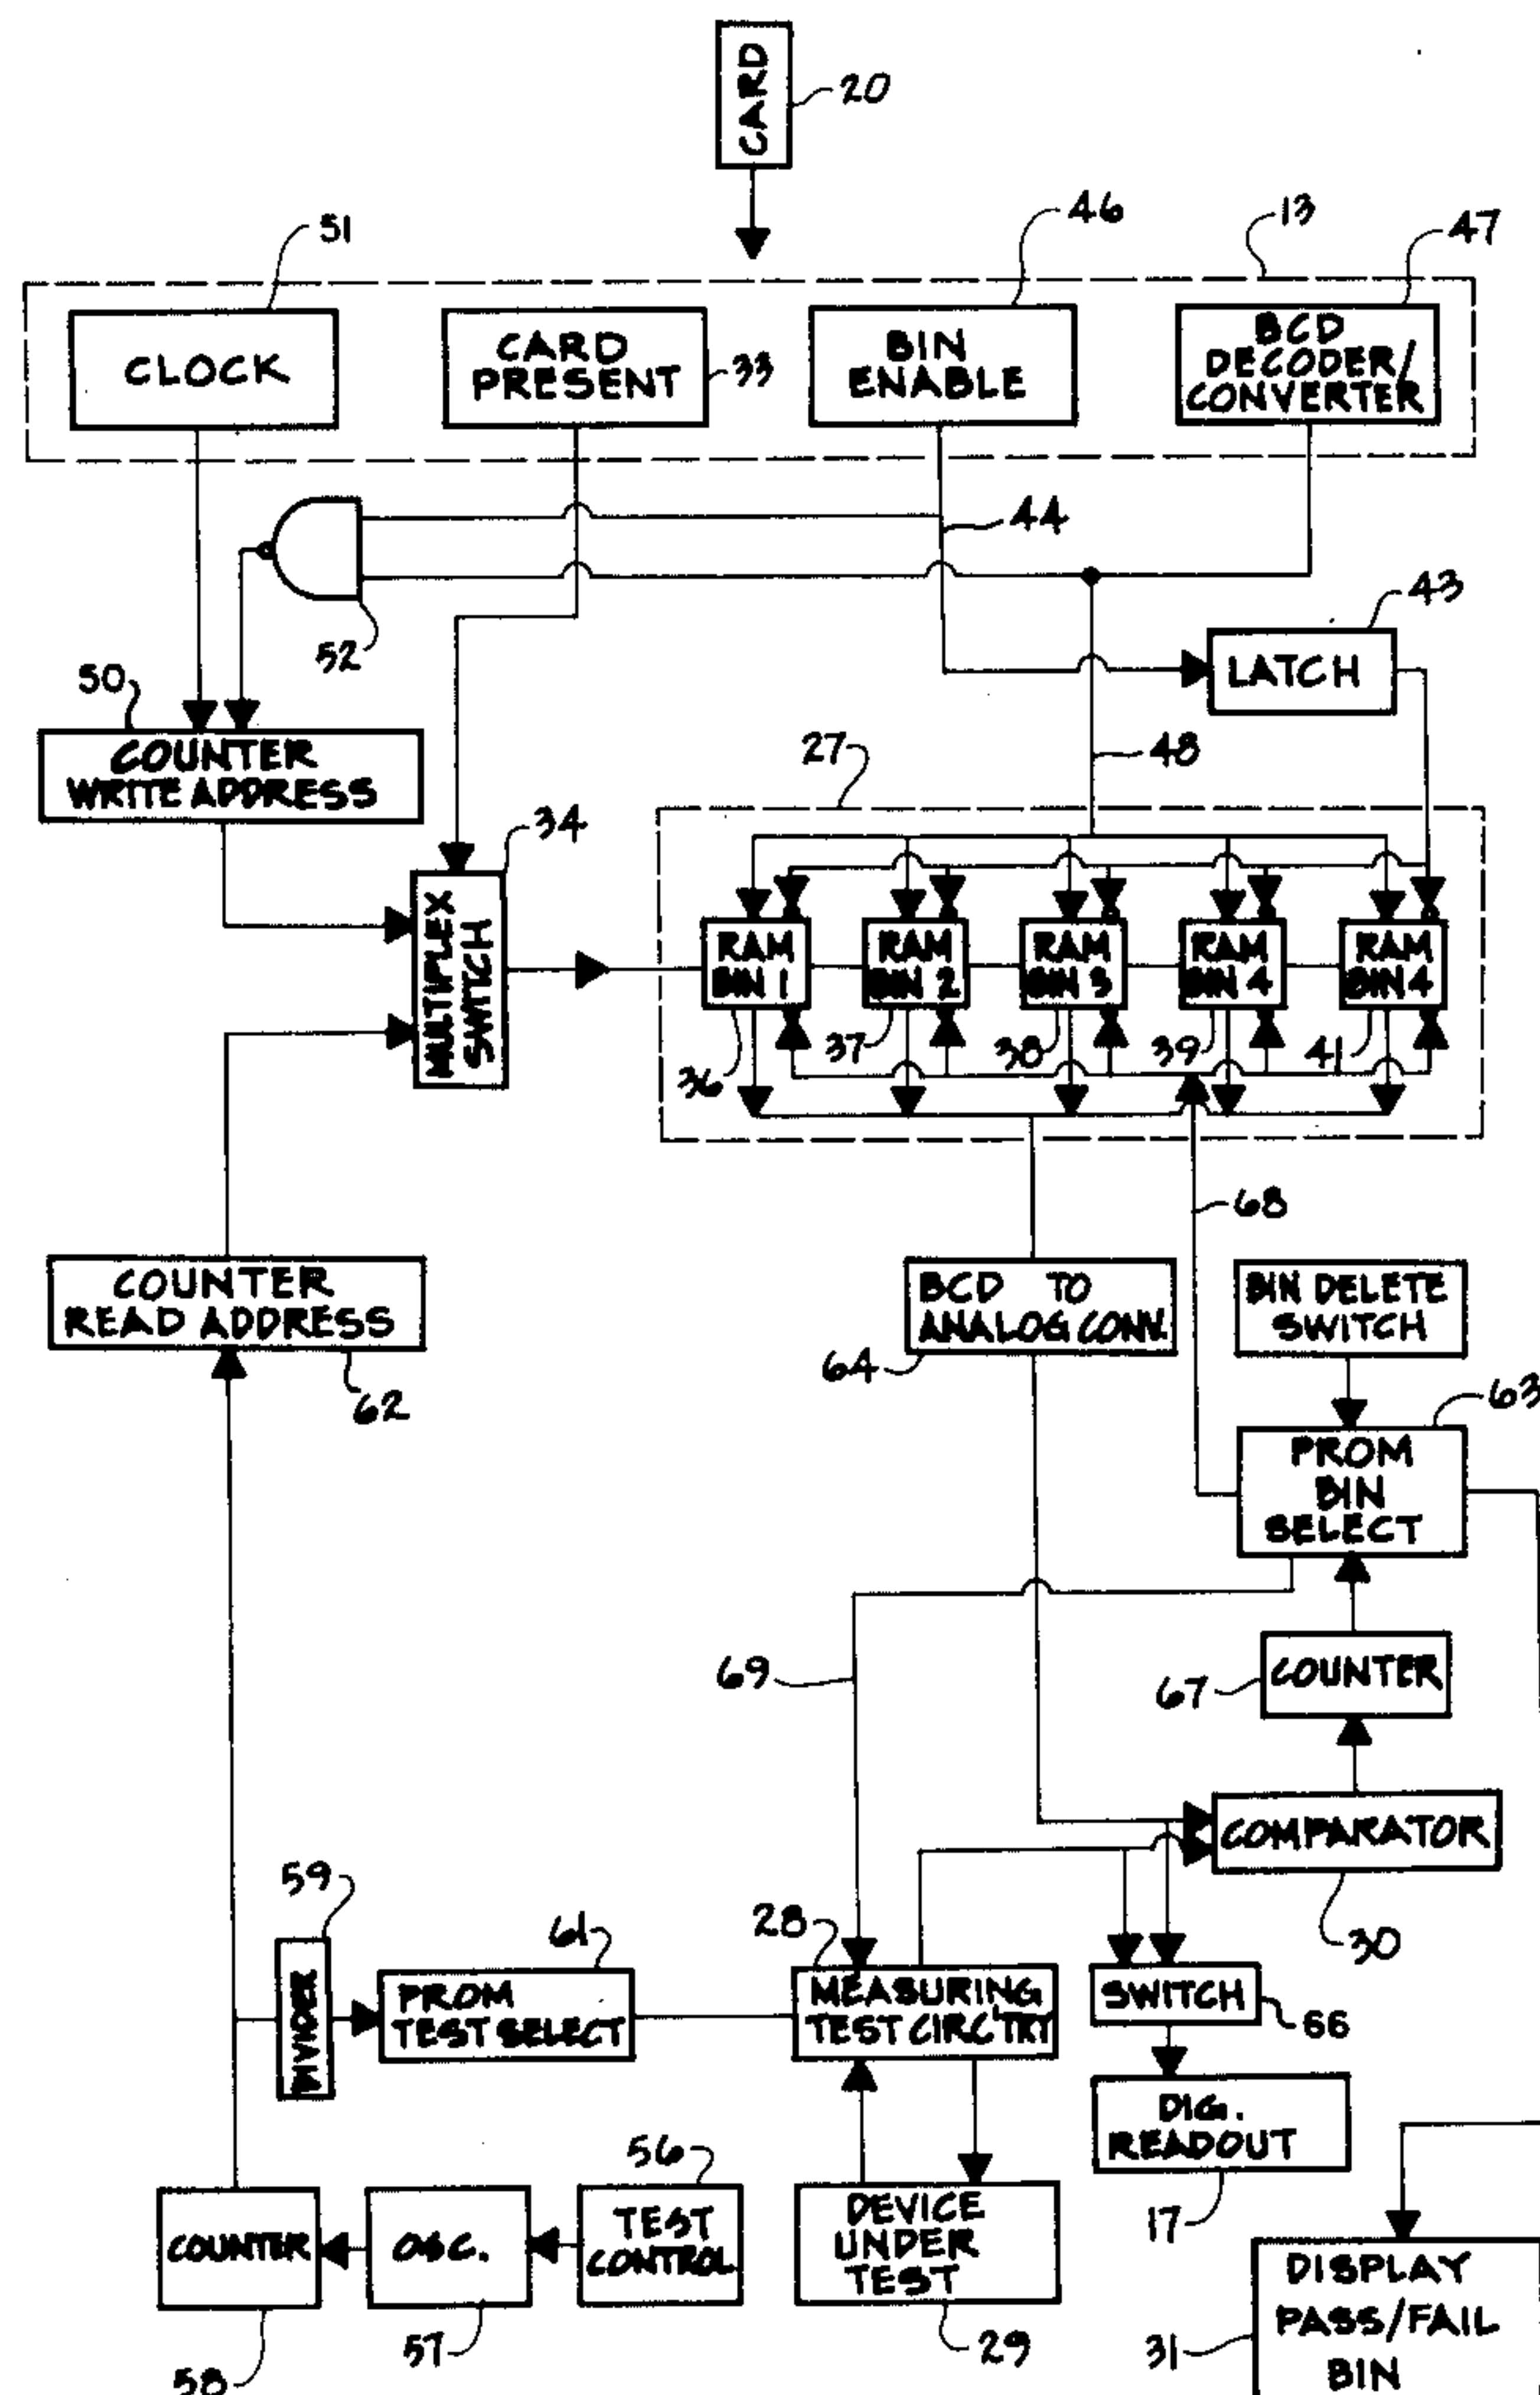 CARD
20
51
46
13
47
CLOCK
CARD
PRESENT
33
BIN
ENABLE
BCD
DECODER/
CONVERTER
44
52
43
LATCH
50
COUNTER
WRITE ADDRESS
27
48
34
MULTIPLEX
SWITCH
RAM
BIN 1
RAM
BIN 2
RAM
BIN 3
RAM
BIN 4
RAM
BIN 4
36
37
38
39
41
68
COUNTER
READ ADDRESS
62
BCD TO
ANALOG CONV.
64
BIN DELETE
SWITCH
63
PROM
BIN
SELECT
69
67
COUNTER
COMPARATOR
30
59
DIVIDER
61
PROM
TEST SELECT
28
MEASURING
TEST CIRC'TRY
SWITCH
66
DIG.
READOUT
17
56
COUNTER
OSC.
TEST
CONTROL
DEVICE
UNDER
TEST
58
57
29
31
DISPLAY
PASS/FAIL
BIN